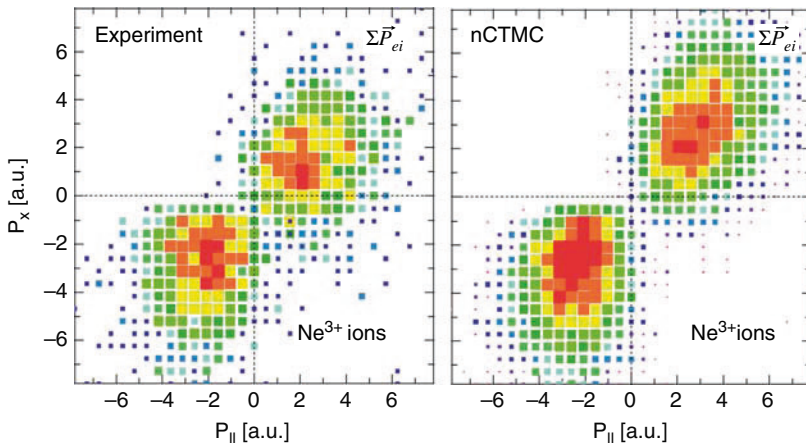 Experiment
ΣP⃗ei
nCTMC
ΣP⃗ei
6
4
2
0
−2
−4
−6
Px [a.u.]
Ne3+ ions
Ne3+ions
−6 −4 −2 0 2 4 6
−6 −4 −2 0 2 4 6
P|| [a.u.]
P|| [a.u.]